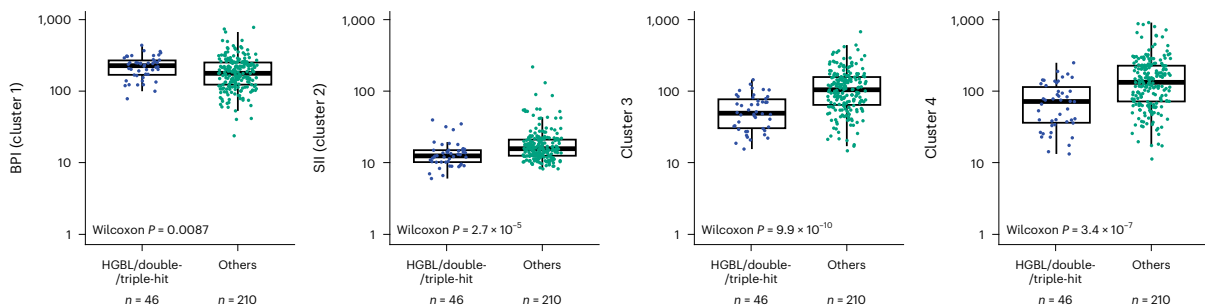 BPI (cluster 1)
1,000
100
10
1
Wilcoxon P = 0.0087
HGBL/double-
/triple-hit
Others
n = 46
n = 210
SII (cluster 2)
1,000
100
10
1
Wilcoxon P = 2.7 × 10⁻⁵
HGBL/double-
/triple-hit
Others
n = 46
n = 210
Cluster 3
1,000
100
10
1
Wilcoxon P = 9.9 × 10⁻¹⁰
HGBL/double-
/triple-hit
Others
n = 46
n = 210
Cluster 4
1,000
100
10
1
Wilcoxon P = 3.4 × 10⁻⁷
HGBL/double-
/triple-hit
Others
n = 46
n = 210